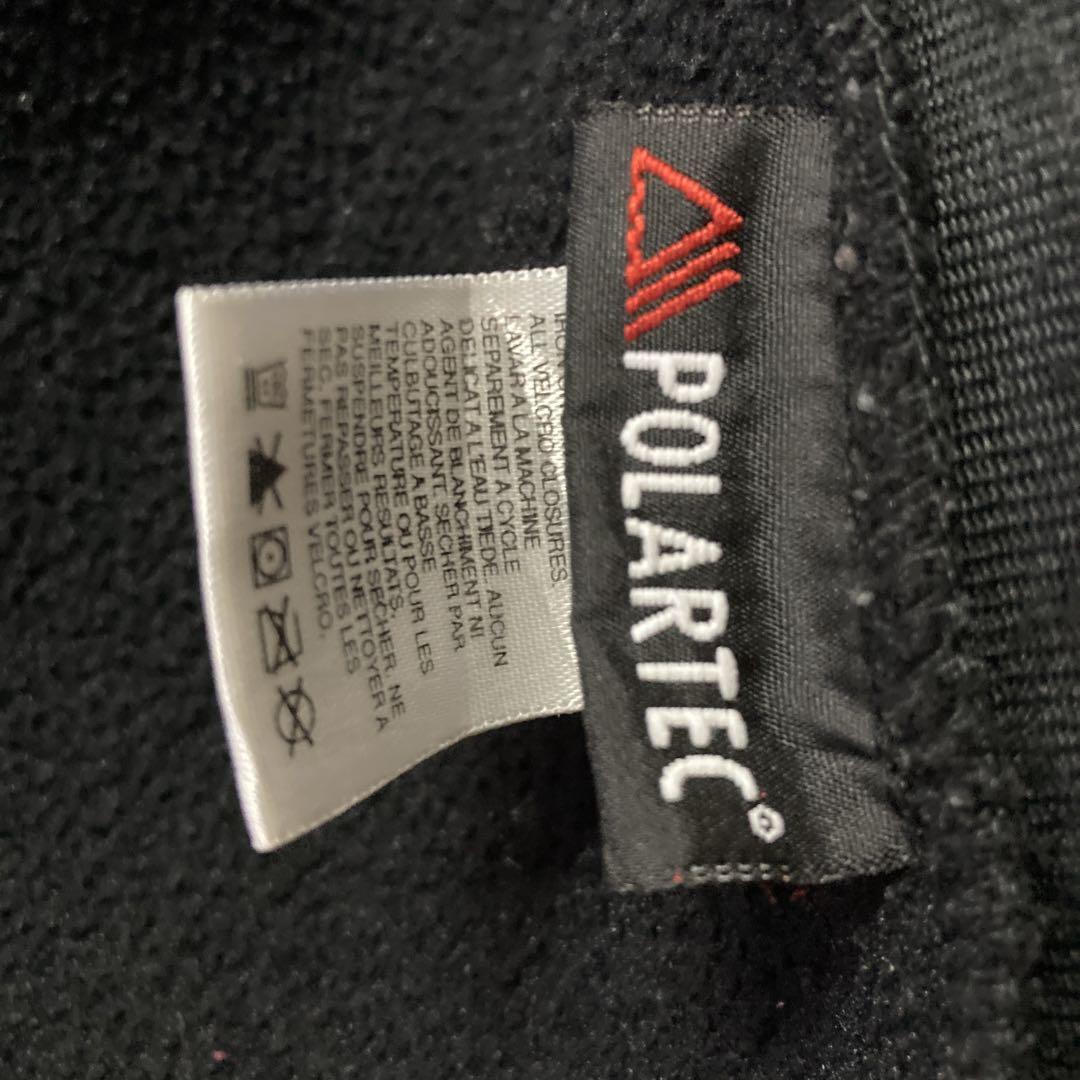 POLARTEC®
ALL VELCRO CLOSURES.
LAVAR A LA MACHINE
SEPAREMENT A CYCLE
DELICAT A L'EAU TIEDE. AUCUN
AGENT DE BLANCHIMENT NI
ADOUCISSANT. SECHER PAR
CULBUTAGE A BASSE
TEMPERATURE OU POUR LES
MEILLEURS RESULTATS,
SUSPENDRE POUR SECHER. NE
PAS REPASSER OU NETTOYER A
SEC. FERMER TOUTES LES
FERMETURES VELCRO.